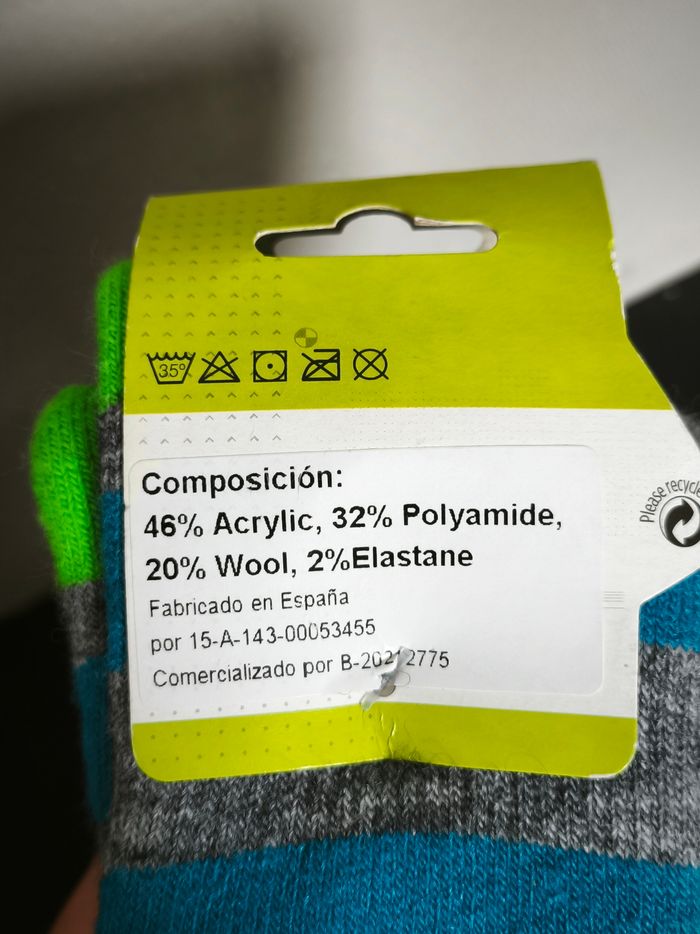 35º
Composición:
46% Acrylic, 32% Polyamide,
20% Wool, 2%Elastane
Fabricado en España
por 15-A-143-00053455
Comercializado por
Please recycle